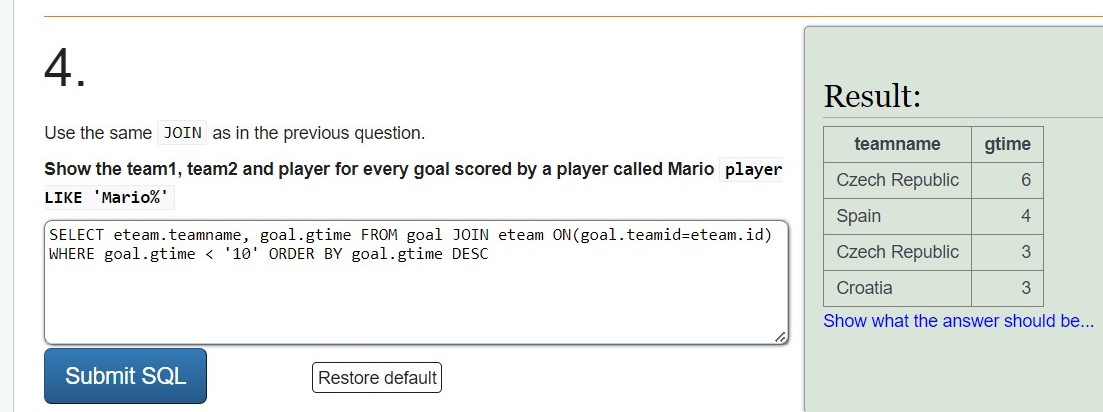 4.
Use the same JOIN as in the previous question.
Show the team1, team2 and player for every goal scored by a player called Mario player
LIKE 'Mario%'
SELECT eteam.teamname, goal.gtime FROM goal JOIN eteam ON(goal.teamid=eteam.id)
WHERE goal.gtime < '10' ORDER BY goal.gtime DESC
Submit SQL
Restore default
Result:
teamname gtime
Czech Republic 6
Spain 4
Czech Republic 3
Croatia 3
Show what the answer should be...